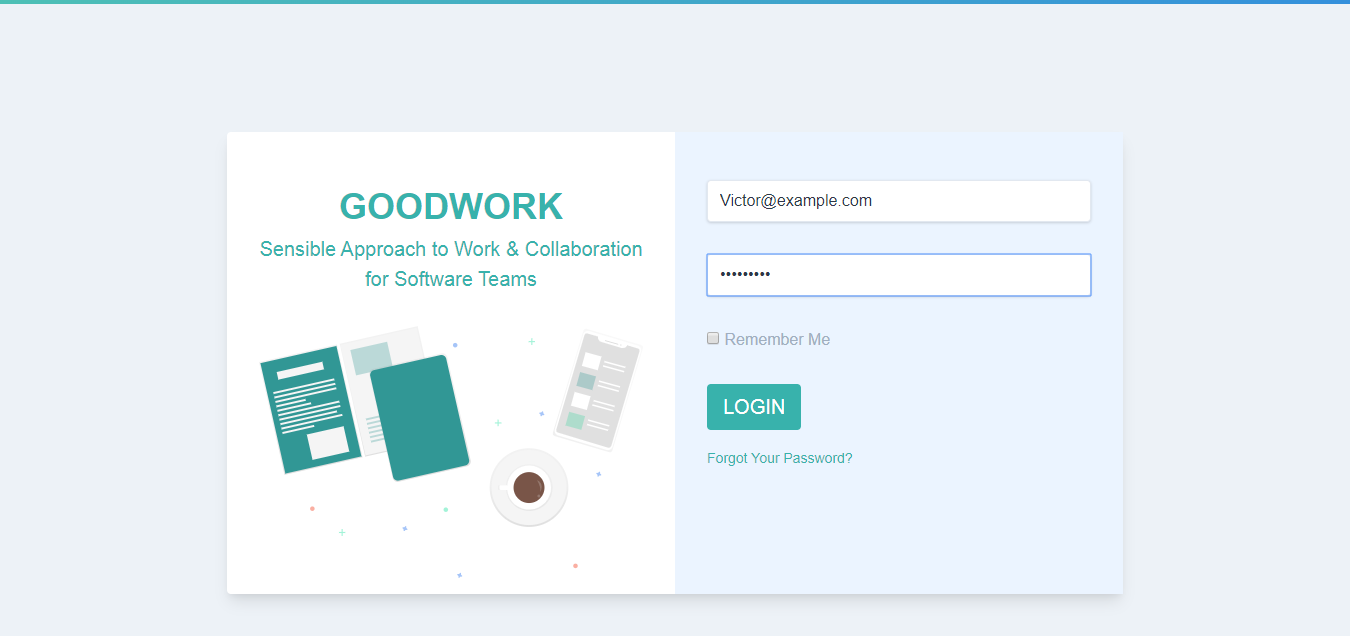 GOODWORK
Sensible Approach to Work & Collaboration
for Software Teams
Victor@example.com
•••••••••
Remember Me
LOGIN
Forgot Your Password?